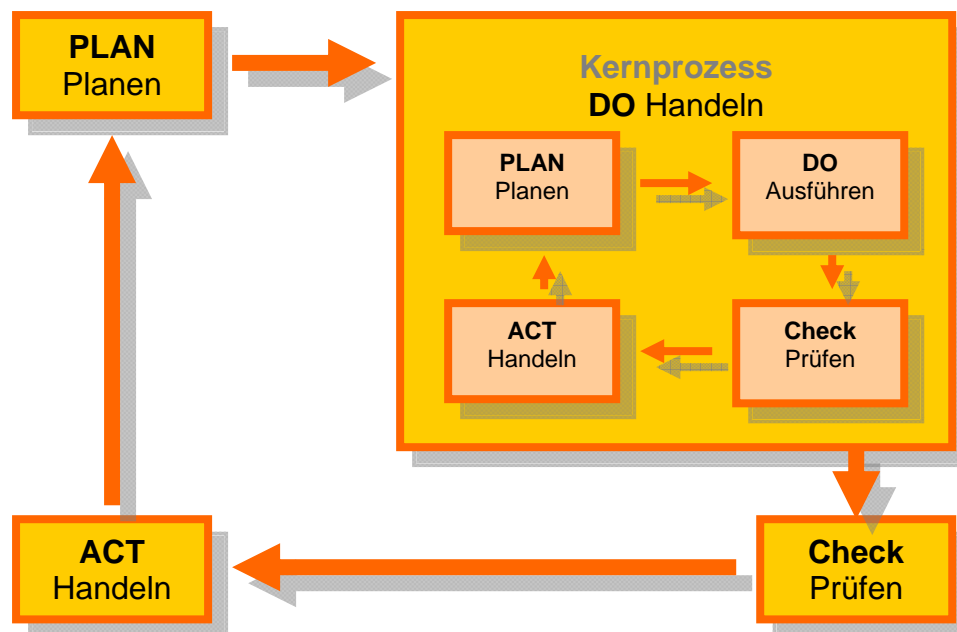 PLAN
Planen
Kernprozess
DO Handeln
PLAN
Planen
DO
Ausführen
ACT
Handeln
Check
Prüfen
ACT
Handeln
Check
Prüfen